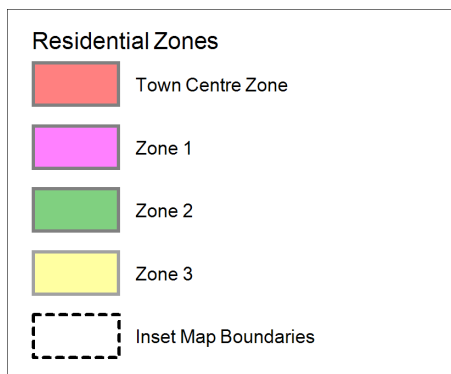 Residential Zones
Town Centre Zone
Zone 1
Zone 2
Zone 3
Inset Map Boundaries